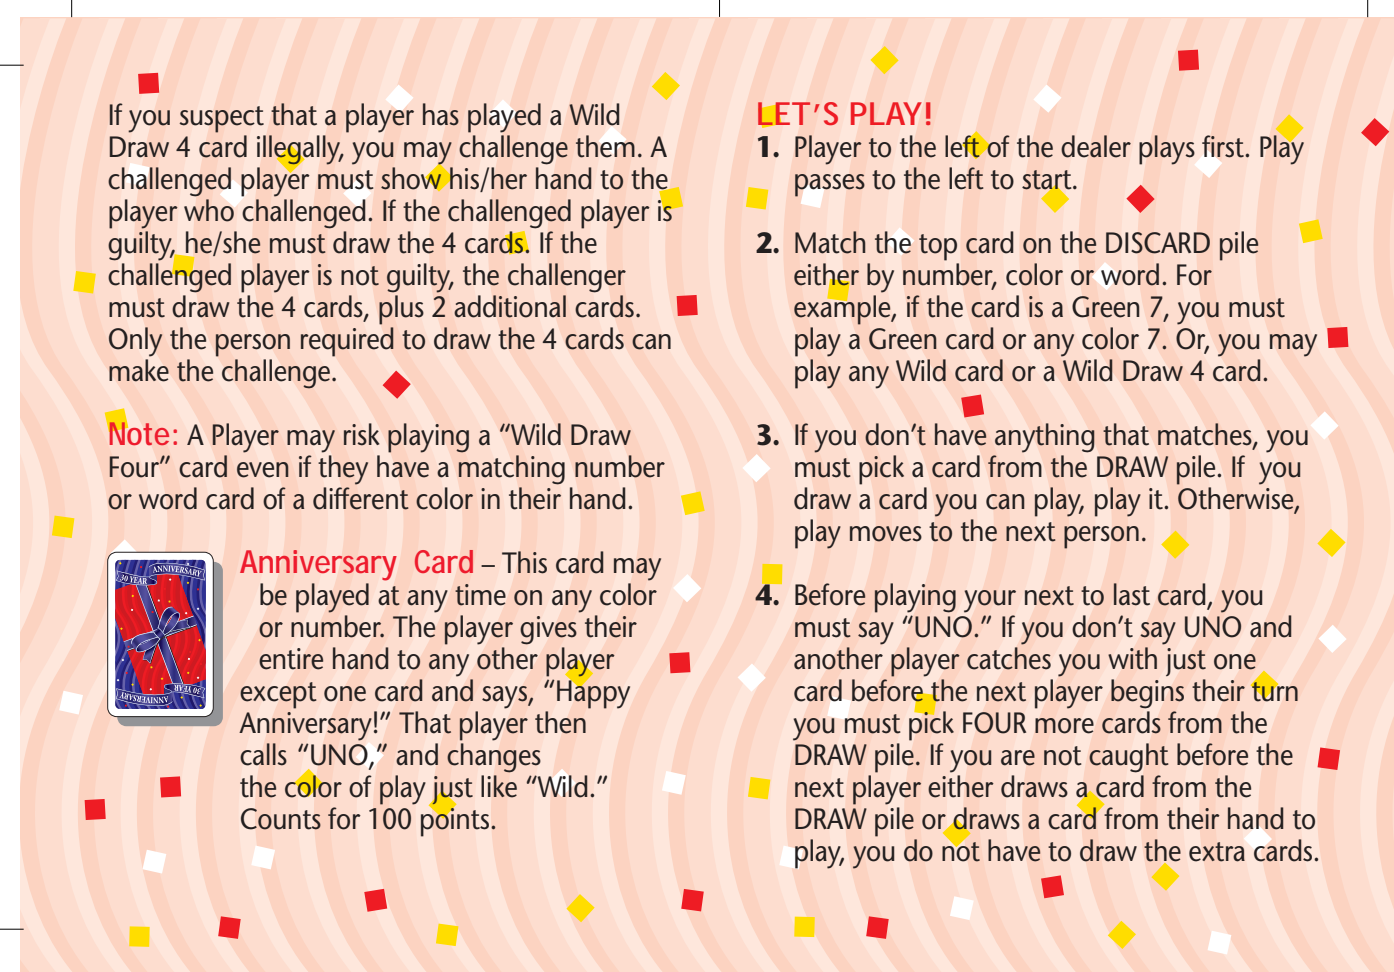 If you suspect that a player has played a Wild
Draw 4 card illegally, you may challenge them. A
challenged player must show his/her hand to the
player who challenged. If the challenged player is
guilty, he/she must draw the 4 cards. If the
challenged player is not guilty, the challenger
must draw the 4 cards, plus 2 additional cards.
Only the person required to draw the 4 cards can
make the challenge.
Note: A Player may risk playing a “Wild Draw
Four” card even if they have a matching number
or word card of a different color in their hand.
30 YEAR ANNIVERSARY
30 YEAR ANNIVERSARY
Anniversary Card – This card may
be played at any time on any color
or number. The player gives their
entire hand to any other player
except one card and says, “Happy
Anniversary!” That player then
calls “UNO,” and changes
the color of play just like “Wild.”
Counts for 100 points.
LET’S PLAY!
1. Player to the left of the dealer plays first. Play
passes to the left to start.
2. Match the top card on the DISCARD pile
either by number, color or word. For
example, if the card is a Green 7, you must
play a Green card or any color 7. Or, you may
play any Wild card or a Wild Draw 4 card.
3. If you don’t have anything that matches, you
must pick a card from the DRAW pile. If you
draw a card you can play, play it. Otherwise,
play moves to the next person.
4. Before playing your next to last card, you
must say “UNO.” If you don’t say UNO and
another player catches you with just one
card before the next player begins their turn
you must pick FOUR more cards from the
DRAW pile. If you are not caught before the
next player either draws a card from the
DRAW pile or draws a card from their hand to
play, you do not have to draw the extra cards.